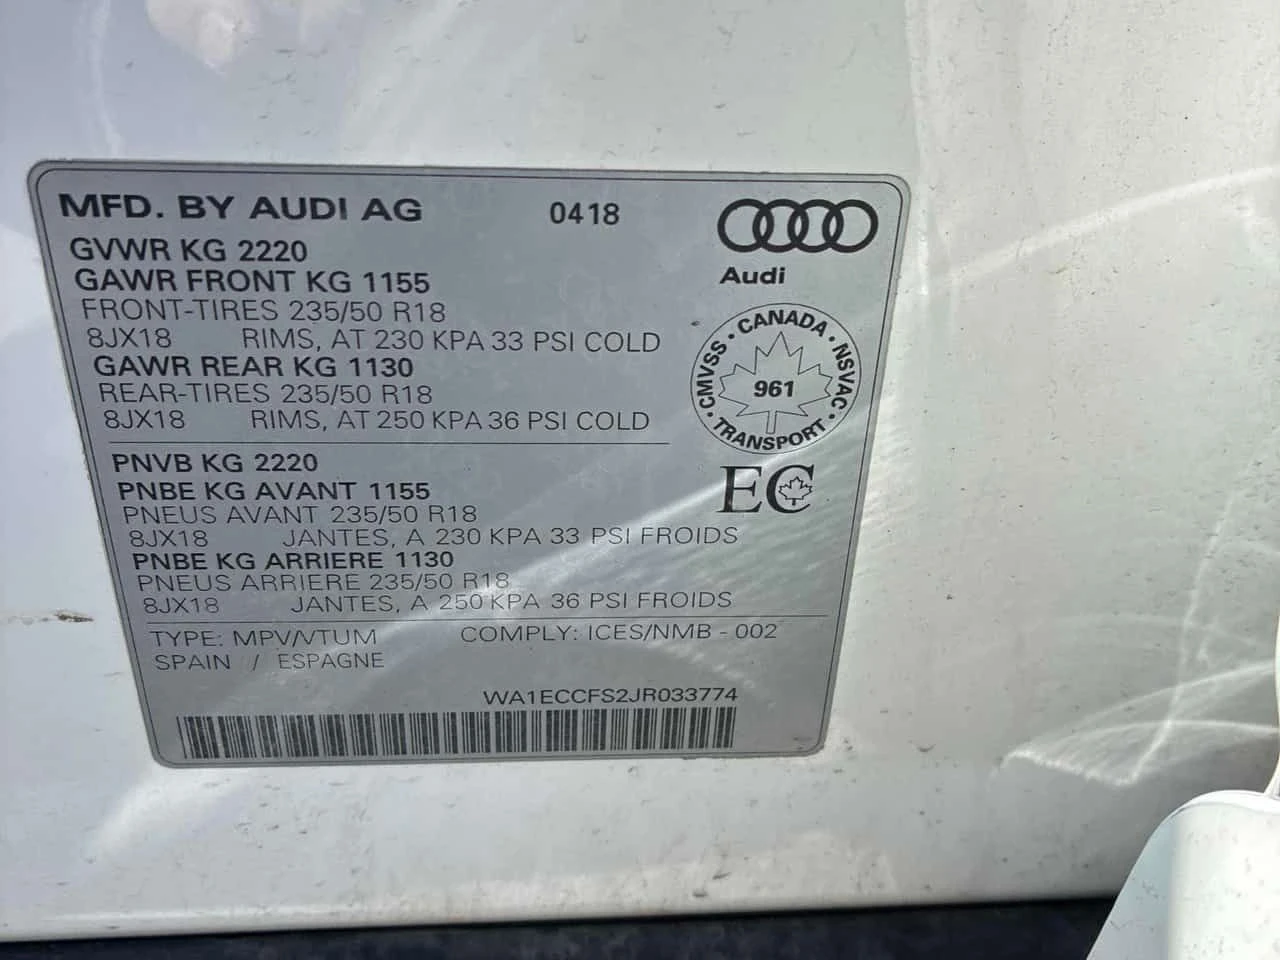 MFD. BY AUDI AG 0418
Audi
GVWR KG 2220
GAWR FRONT KG 1155
FRONT-TIRES 235/50 R18
8JX18 RIMS, AT 230 KPA 33 PSI COLD
GAWR REAR KG 1130
REAR-TIRES 235/50 R18
8JX18 RIMS, AT 250 KPA 36 PSI COLD
CANADA · NSVAC · TRANSPORT · CMVSS ·
961
EC
PNVB KG 2220
PNBE KG AVANT 1155
PNEUS AVANT 235/50 R18
8JX18 JANTES, A 230 KPA 33 PSI FROIDS
PNBE KG ARRIERE 1130
PNEUS ARRIERE 235/50 R18
8JX18 JANTES, A 250 KPA 36 PSI FROIDS
TYPE: MPV/VTUM COMPLY: ICES/NMB - 002
SPAIN / ESPAGNE
WA1ECCFS2JR033774